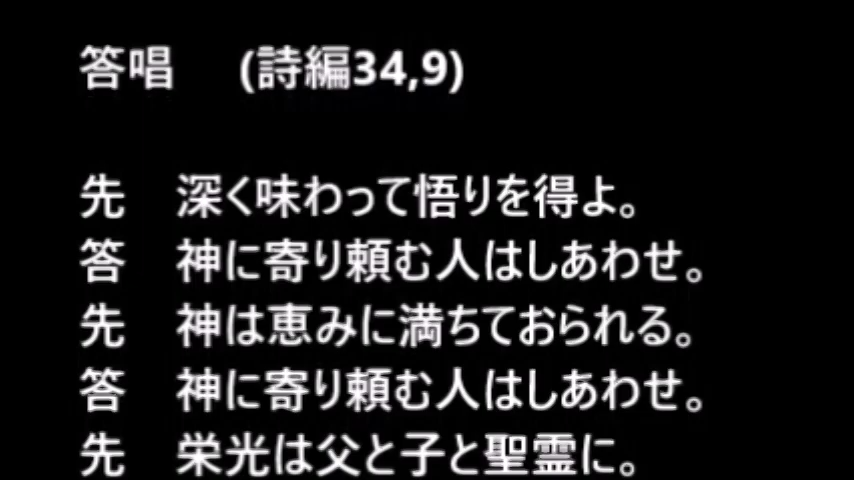 答唱　(詩編34,9)
先　深く味わって悟りを得よ。
答　神に寄り頼む人はしあわせ。
先　神は恵みに満ちておられる。
答　神に寄り頼む人はしあわせ。
先　栄光は父と子と聖霊に。